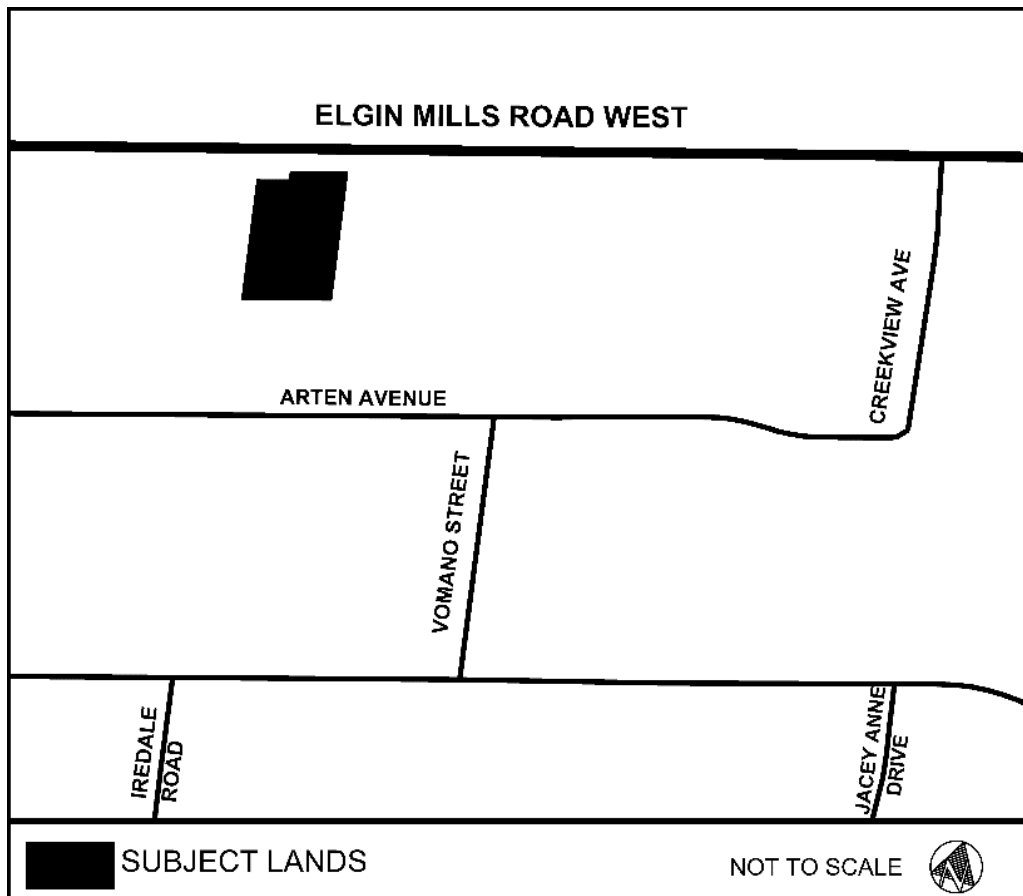 ELGIN MILLS ROAD WEST
CREEKVIEW AVE
ARTEN AVENUE
VOMANO STREET
IREDALE
ROAD
JACEY ANNE
DRIVE
SUBJECT LANDS
NOT TO SCALE